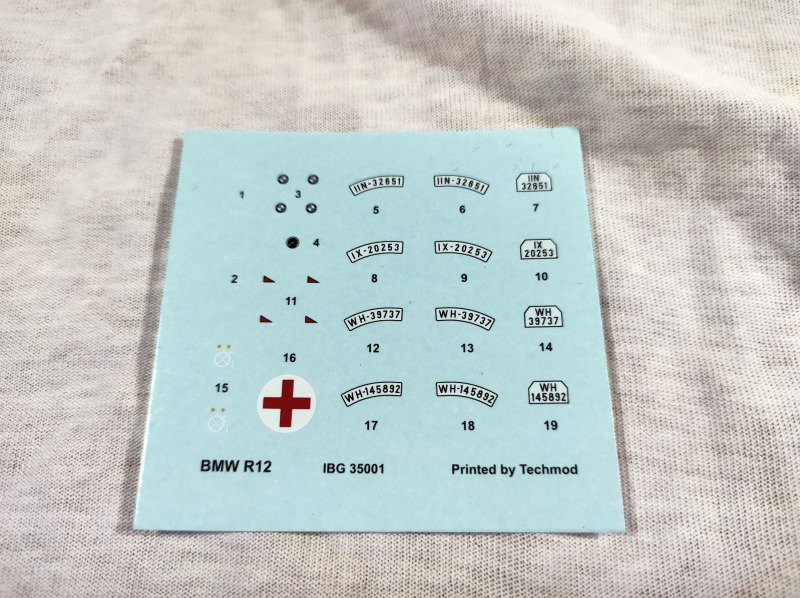 1 3 IIN-32651 5 IIN-32651 6 IIN 32651 7
4 IX-20253 8 IX-20253 9 IX 20253 10
2 11 WH-39737 12 WH-39737 13 WH 39737 14
15 16 WH-145892 17 WH-145892 18 WH 145892 19
BMW R12 IBG 35001 Printed by Techmod